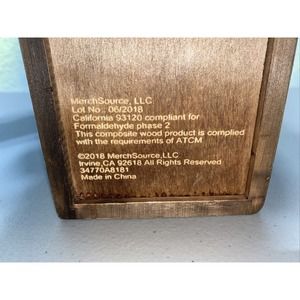 MerchSource, LLC
Lot No : 06/2018
California 93120 compliant for
Formaldehyde phase 2
This composite wood product is complied
with the requirements of ATCM
©2018 MerchSource,LLC
Irvine,CA 92618 All Rights Reserved
34770A8181
Made in China